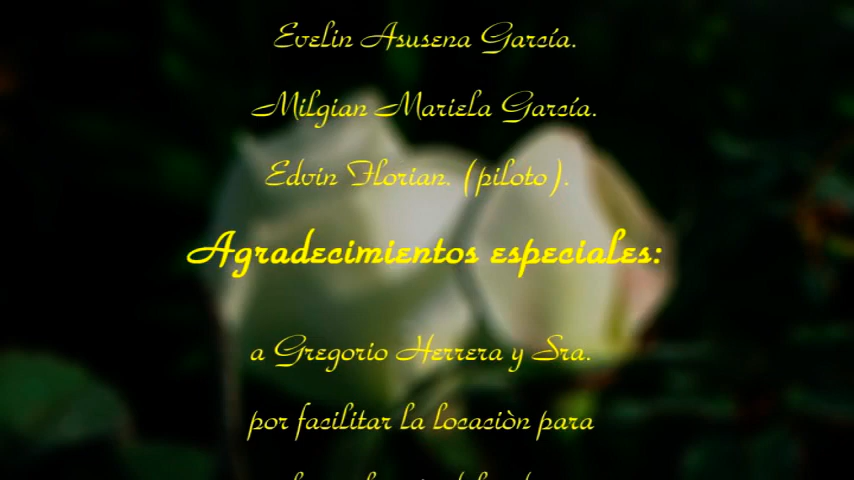 Evelin Asusena García.
Milgian Mariela García.
Edvin Florian. (piloto).
Agradecimientos especiales:
a Gregorio Herrera y Sra.
por facilitar la locaciòn para